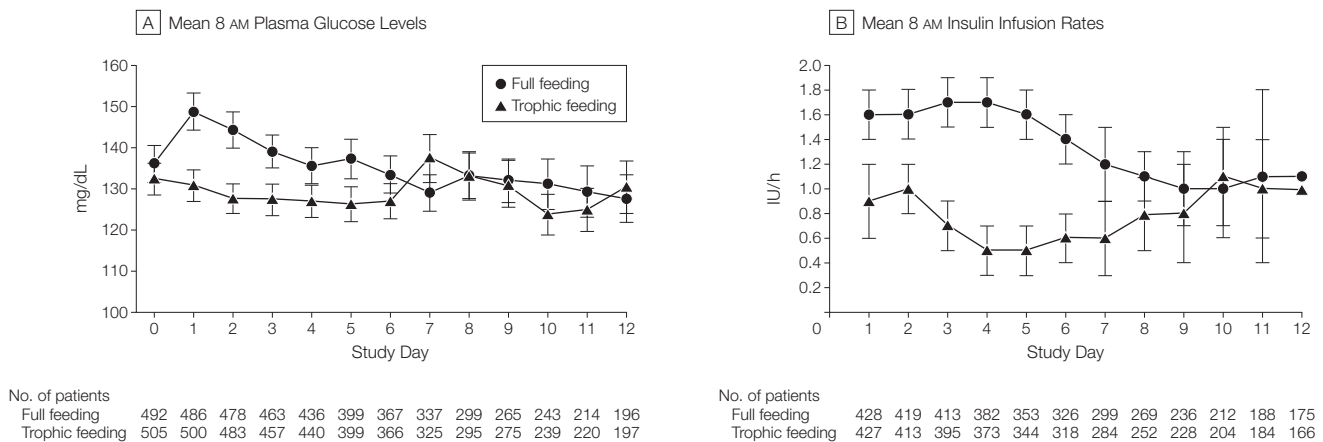 A Mean 8 AM Plasma Glucose Levels
160
150
140
130
120
110
100
mg/dL
Full feeding
Trophic feeding
0 1 2 3 4 5 6 7 8 9 10 11 12
Study Day
No. of patients
Full feeding 492 486 478 463 436 399 367 337 299 265 243 214 196
Trophic feeding 505 500 483 457 440 399 366 325 295 275 239 220 197
B Mean 8 AM Insulin Infusion Rates
2.0
1.8
1.6
1.4
1.2
1.0
0.8
0.6
0.4
0.2
IU/h
0 1 2 3 4 5 6 7 8 9 10 11 12
Study Day
No. of patients
Full feeding 428 419 413 382 353 326 299 269 236 212 188 175
Trophic feeding 427 413 395 373 344 318 284 252 228 204 184 166